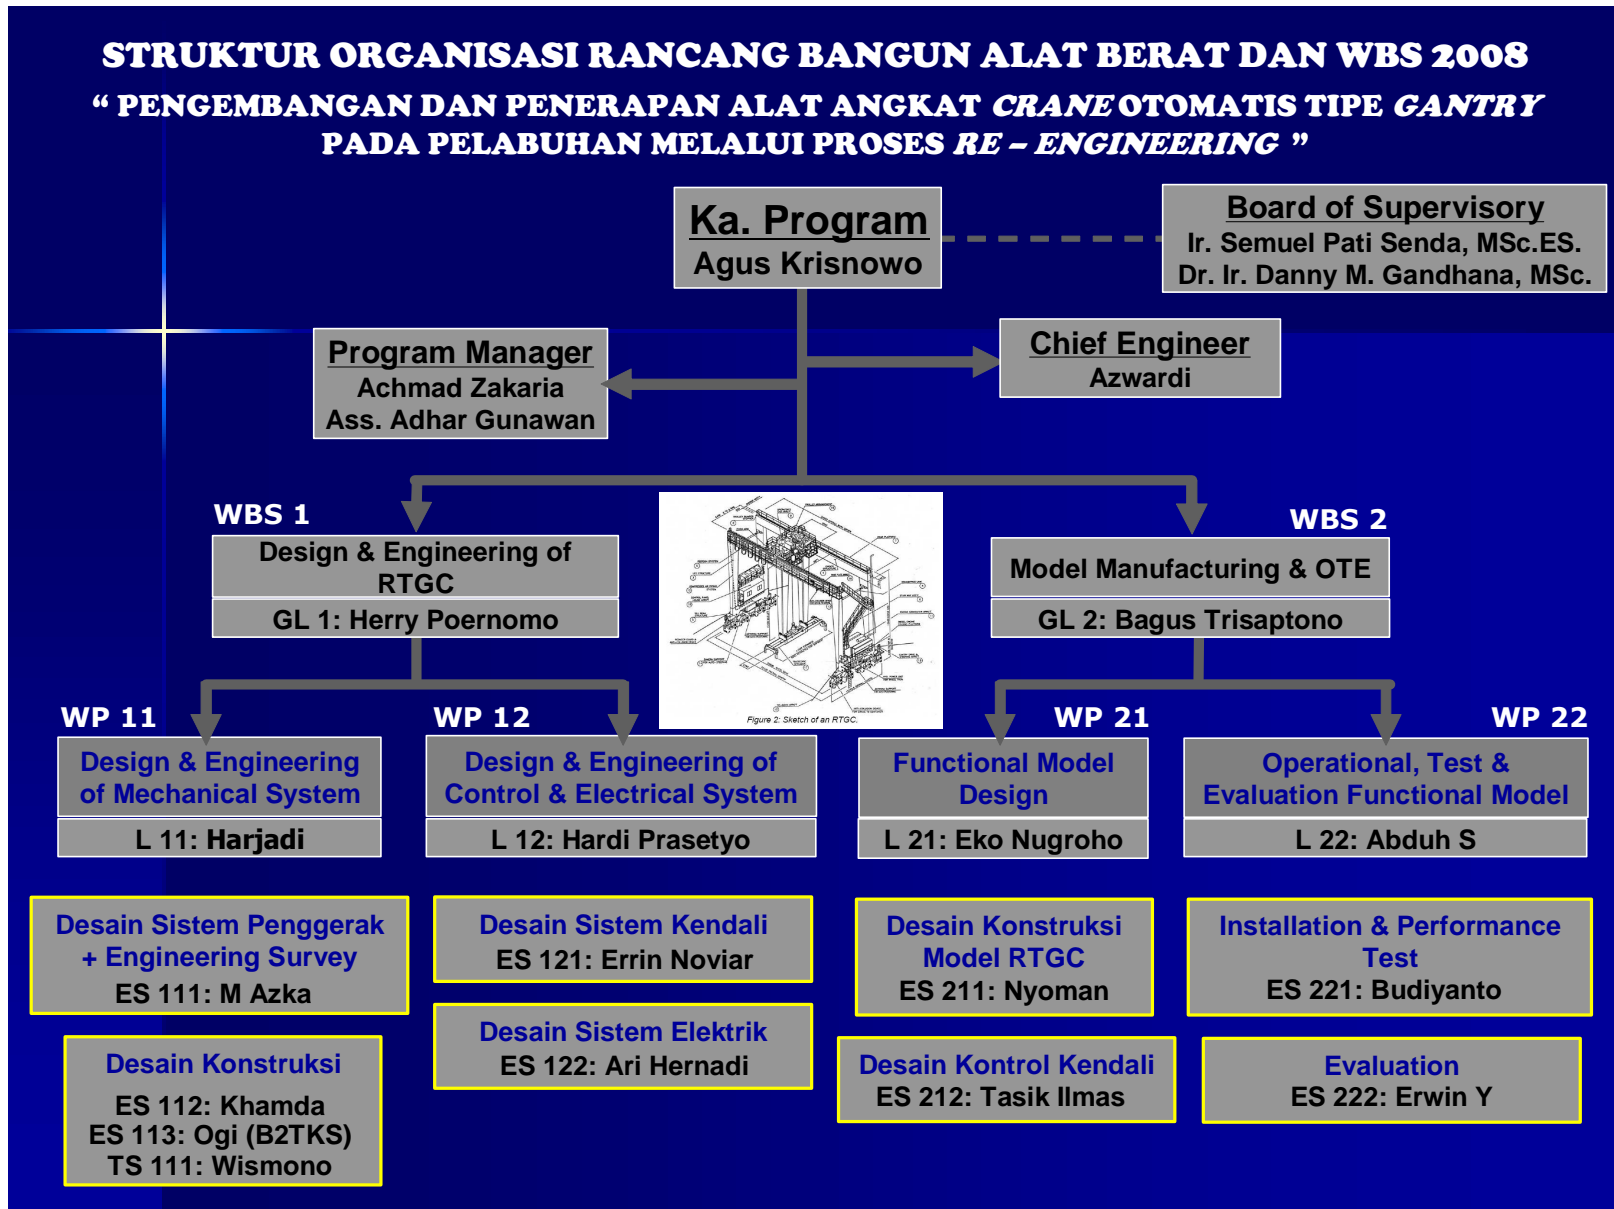 STRUKTUR ORGANISASI RANCANG BANGUN ALAT BERAT DAN WBS 2008
“ PENGEMBANGAN DAN PENERAPAN ALAT ANGKAT CRANE OTOMATIS TIPE GANTRY
PADA PELABUHAN MELALUI PROSES RE – ENGINEERING ”
Ka. Program
Agus Krisnowo
Board of Supervisory
Ir. Semuel Pati Senda, MSc.ES.
Dr. Ir. Danny M. Gandhana, MSc.
Program Manager
Achmad Zakaria
Ass. Adhar Gunawan
Chief Engineer
Azwardi
WBS 1
Design & Engineering of
RTGC
GL 1: Herry Poernomo
WBS 2
Model Manufacturing & OTE
GL 2: Bagus Trisaptono
Figure 2: Sketch of an RTGC.
WP 11
Design & Engineering
of Mechanical System
L 11: Harjadi
WP 12
Design & Engineering of
Control & Electrical System
L 12: Hardi Prasetyo
WP 21
Functional Model
Design
L 21: Eko Nugroho
WP 22
Operational, Test &
Evaluation Functional Model
L 22: Abduh S
Desain Sistem Penggerak
+ Engineering Survey
ES 111: M Azka
Desain Konstruksi
ES 112: Khamda
ES 113: Ogi (B2TKS)
TS 111: Wismono
Desain Sistem Kendali
ES 121: Errin Noviar
Desain Sistem Elektrik
ES 122: Ari Hernadi
Desain Konstruksi
Model RTGC
ES 211: Nyoman
Desain Kontrol Kendali
ES 212: Tasik Ilmas
Installation & Performance
Test
ES 221: Budiyanto
Evaluation
ES 222: Erwin Y